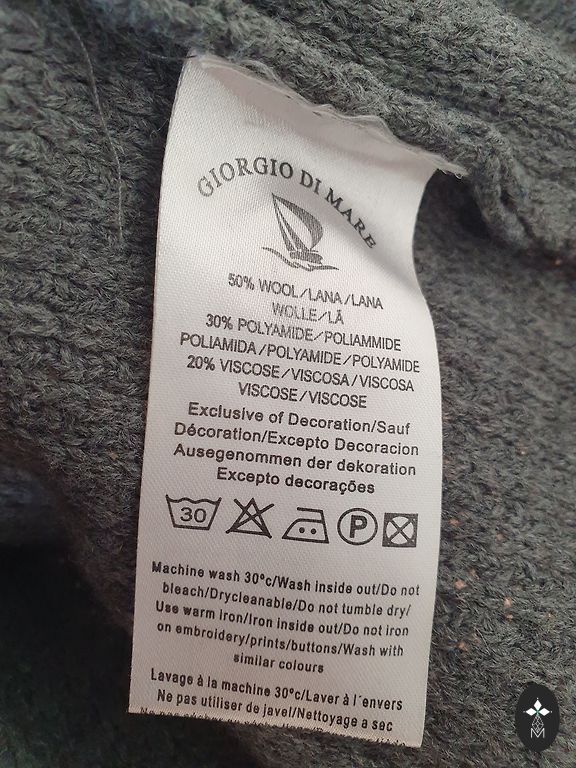 GIORGIO DI MARE
50% WOOL/LANA/LANA
WOLLE/LÃ
30% POLYAMIDE/POLIAMMIDE
POLIAMIDA/POLYAMIDE/POLYAMIDE
20% VISCOSE/VISCOSA/VISCOSA
VISCOSE/VISCOSE
Exclusive of Decoration/Sauf
Décoration/Excepto Decoracion
Ausegenommen der dekoration
Excepto decorações
30 P
Machine wash 30ºc/Wash inside out/Do not
bleach/Drycleanable/Do not tumble dry/
Use warm iron/Iron inside out/Do not iron
on embroidery/prints/buttons/Wash with
similar colours
Lavage à la machine 30ºc/Laver à l´envers
Ne pas utiliser de javel/Nettoyage a sec
M